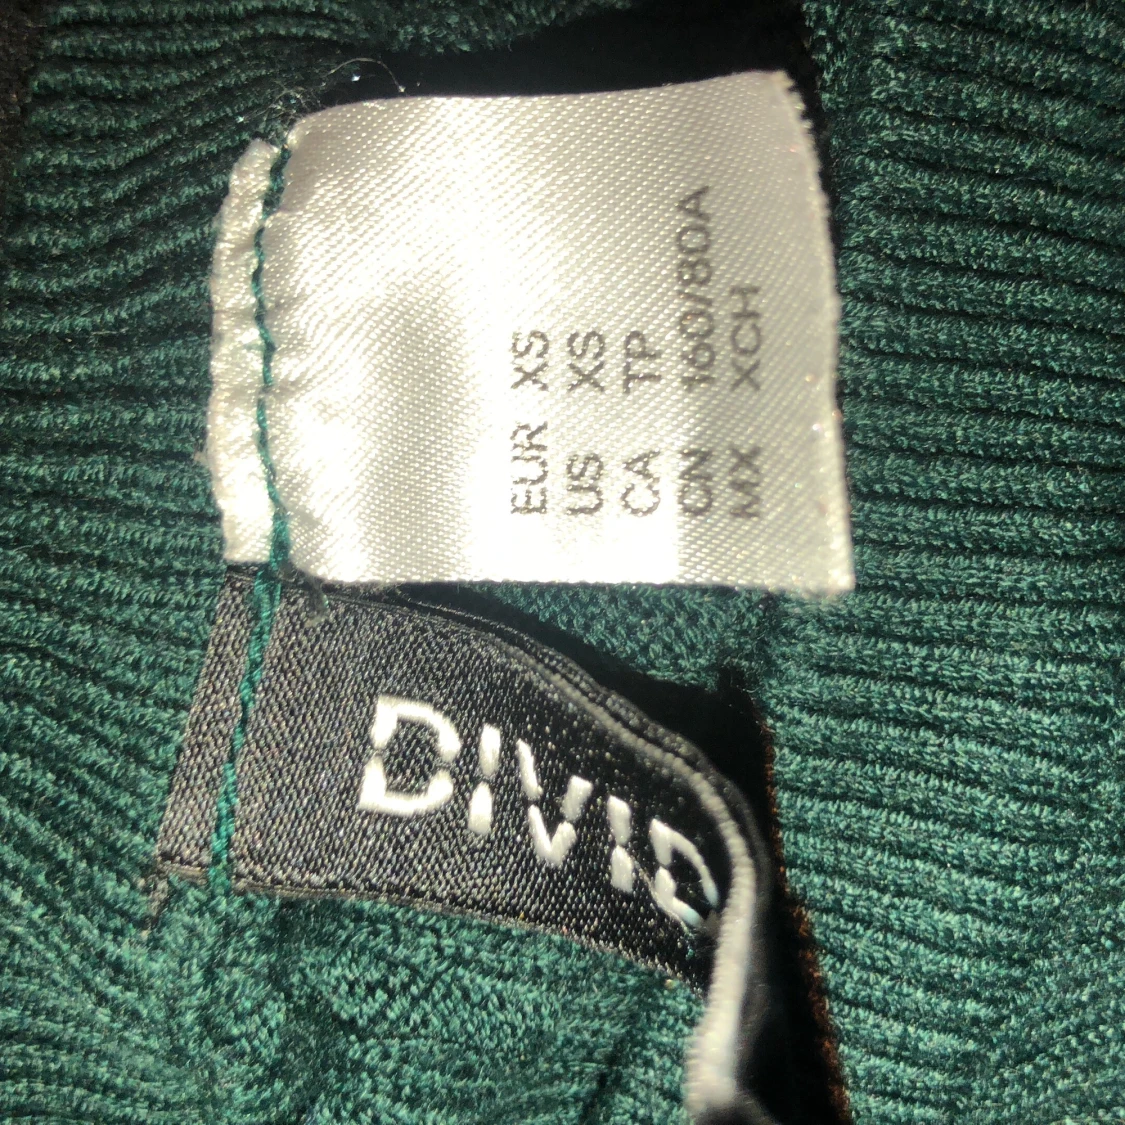 EUR XS
US XS
CA TP
CN 160/80A
MX XCH
DIVID